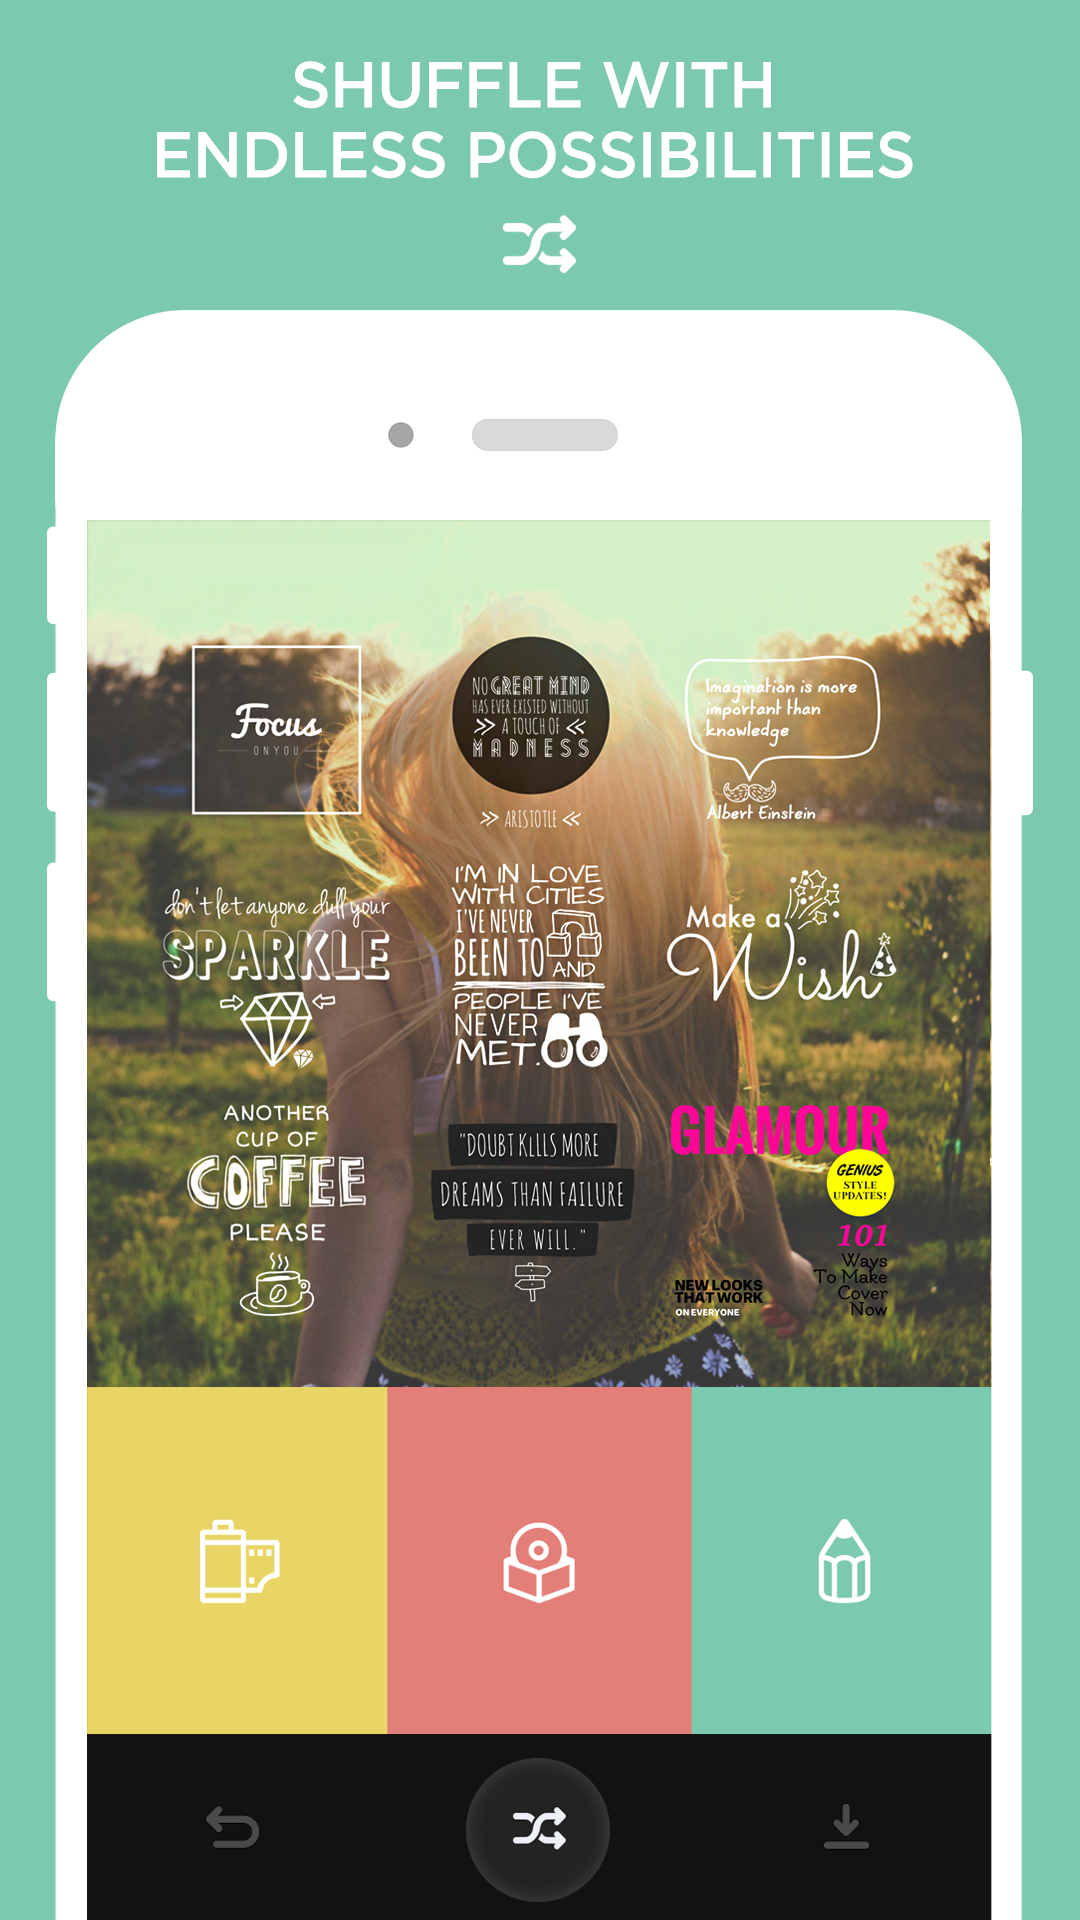 SHUFFLE WITH
ENDLESS POSSIBILITIES
Focus
ON YOU
NO GREAT MIND
HAS EVER EXISTED WITHOUT
A TOUCH OF
MADNESS
ARISTOTLE
Imagination is more
important than
knowledge
Albert Einstein
don't let anyone dull your
SPARKLE
I'M IN LOVE
WITH CITIES
I'VE NEVER
BEEN TO
AND
PEOPLE I'VE
NEVER
MET.
Make a
Wish
ANOTHER
CUP OF
COFFEE
PLEASE
"DOUBT KILLS MORE
DREAMS THAN FAILURE
EVER WILL."
GLAMOUR
GENIUS
STYLE
UPDATES!
101
Ways
To Make
Cover
Now
NEW LOOKS
THAT WORK
ON EVERYONE